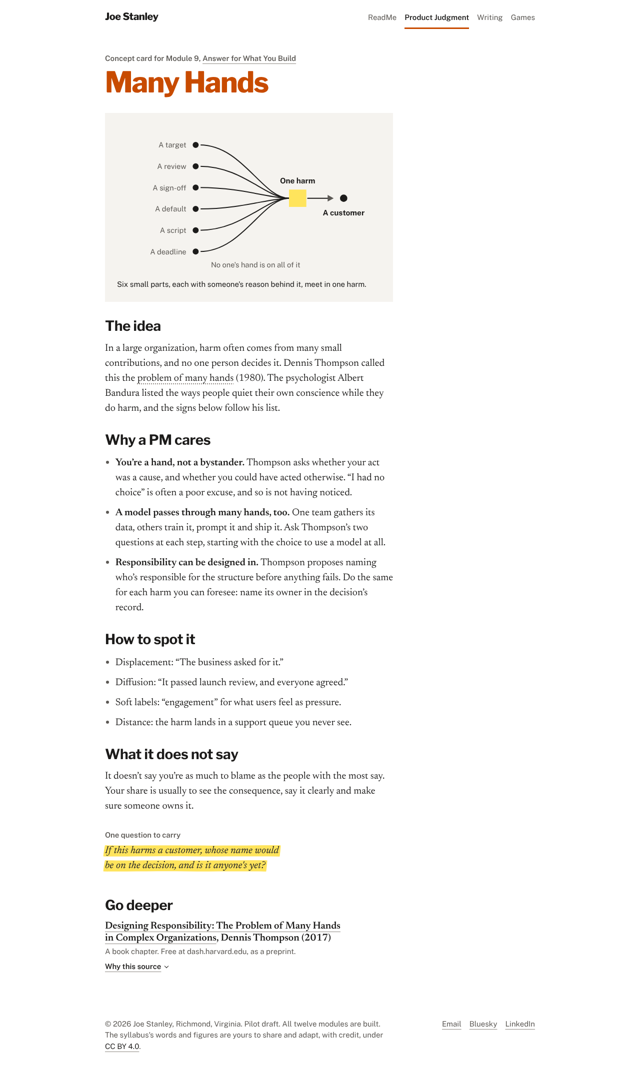 Joe Stanley
ReadMe Product Judgment Writing Games
Concept card for Module 9, Answer for What You Build
Many Hands
A target
A review
A sign-off
A default
A script
A deadline
One harm
A customer
No one's hand is on all of it
Six small parts, each with someone's reason behind it, meet in one harm.
The idea
In a large organization, harm often comes from many small
contributions, and no one person decides it. Dennis Thompson called
this the problem of many hands (1980). The psychologist Albert
Bandura listed the ways people quiet their own conscience while they
do harm, and the signs below follow his list.
Why a PM cares
• You’re a hand, not a bystander. Thompson asks whether your act
was a cause, and whether you could have acted otherwise. “I had no
choice” is often a poor excuse, and so is not having noticed.
• A model passes through many hands, too. One team gathers its
data, others train it, prompt it and ship it. Ask Thompson’s two
questions at each step, starting with the choice to use a model at all.
• Responsibility can be designed in. Thompson proposes naming
who’s responsible for the structure before anything fails. Do the same
for each harm you can foresee: name its owner in the decision’s
record.
How to spot it
• Displacement: “The business asked for it.”
• Diffusion: “It passed launch review, and everyone agreed.”
• Soft labels: “engagement” for what users feel as pressure.
• Distance: the harm lands in a support queue you never see.
What it does not say
It doesn’t say you’re as much to blame as the people with the most say.
Your share is usually to see the consequence, say it clearly and make
sure someone owns it.
One question to carry
If this harms a customer, whose name would
be on the decision, and is it anyone’s yet?
Go deeper
Designing Responsibility: The Problem of Many Hands
in Complex Organizations, Dennis Thompson (2017)
A book chapter. Free at dash.harvard.edu, as a preprint.
Why this source
© 2026 Joe Stanley, Richmond, Virginia. Pilot draft. All twelve modules are built.
The syllabus’s words and figures are yours to share and adapt, with credit, under
CC BY 4.0.
Email Bluesky LinkedIn